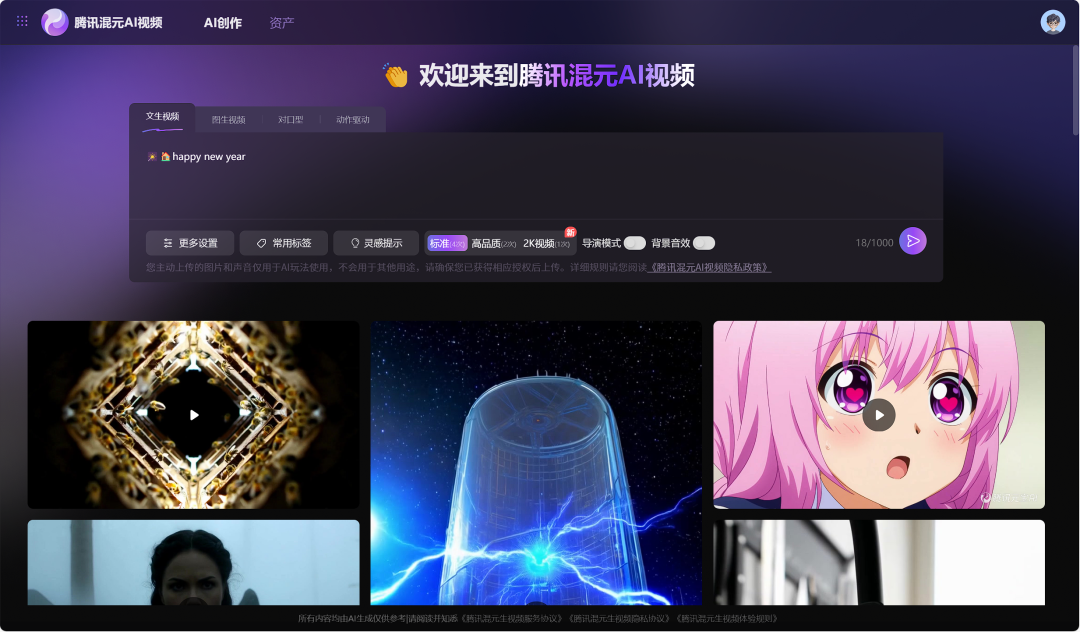 腾讯混元AI视频 AI创作 资产
👏 欢迎来到腾讯混元AI视频
文生视频 图生视频 对口型 动作驱动
🎇 🏠 happy new year
新
更多设置 常用标签 灵感提示 标准(4次) 高品质(2次) 2K视频(1次) 导演模式 背景音效 18/1000
您主动上传的图片和声音仅用于AI玩法使用，不会用于其他用途，请确保您已获得相应授权后上传。详细规则请您阅读《腾讯混元AI视频隐私政策》
所有内容均由AI生成仅供参考|请阅读并知悉《腾讯混元生视频服务协议》《腾讯混元生视频隐私协议》《腾讯混元生视频体验规则》